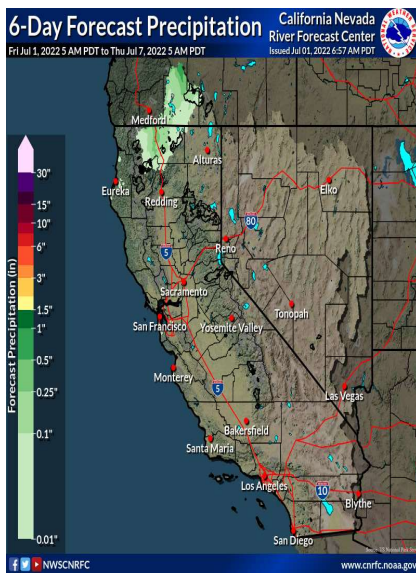 6-Day Forecast Precipitation
Fri Jul 1, 2022 5 AM PDT to Thu Jul 7, 2022 5 AM PDT
California Nevada
River Forecast Center
Issued Jul 01, 2022 6:57 AM PDT
Medford
Alturas
Eureka
Redding
Elko
80
Reno
5
Sacramento
San Francisco
Yosemite Valley
Tonopah
Monterey
5
Las Vegas
Bakersfield
Santa Maria
Los Angeles
10
Blythe
San Diego
Forecast Precipitation (in)
30"
15"
10"
6"
3"
1.5"
1"
0.5"
0.25"
0.1"
0.01"
NWSCNRFC
www.cnrfc.noaa.gov